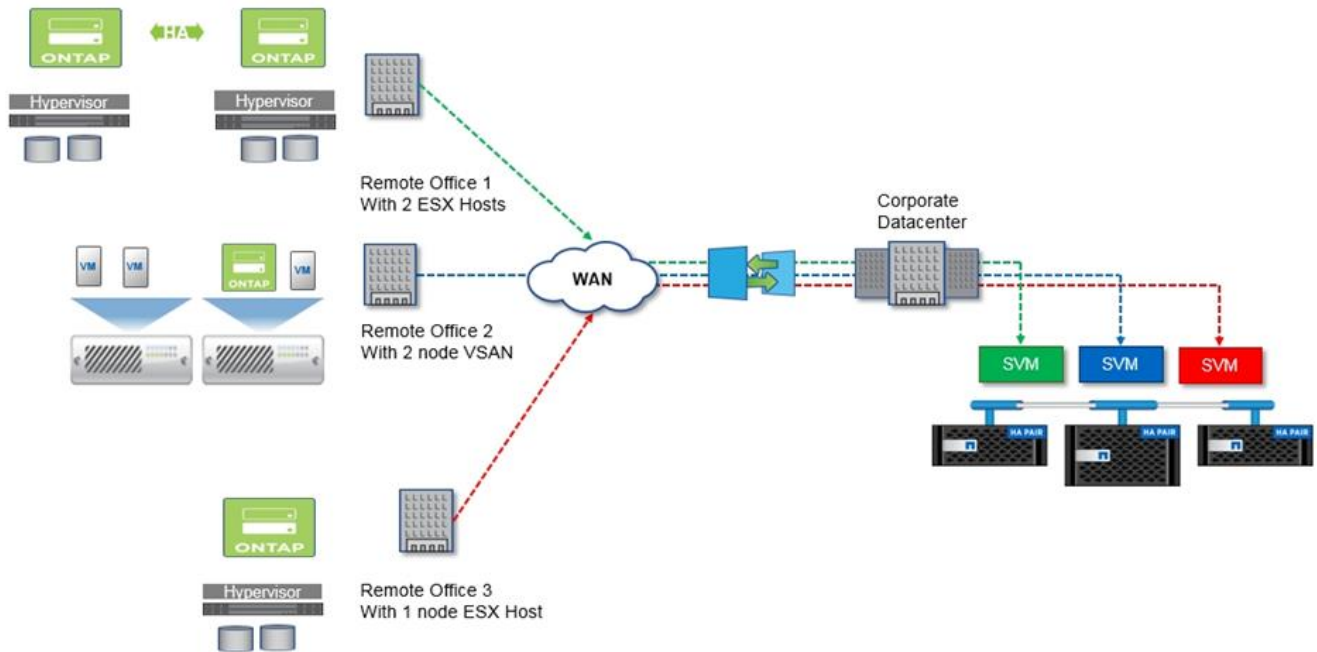 HA
ONTAP
ONTAP
Hypervisor
Hypervisor
Remote Office 1
With 2 ESX Hosts
Corporate
Datacenter
VM
VM
ONTAP
VM
WAN
Remote Office 2
With 2 node VSAN
SVM
SVM
SVM
HA PAIR
HA PAIR
HA PAIR
ONTAP
Hypervisor
Remote Office 3
With 1 node ESX Host